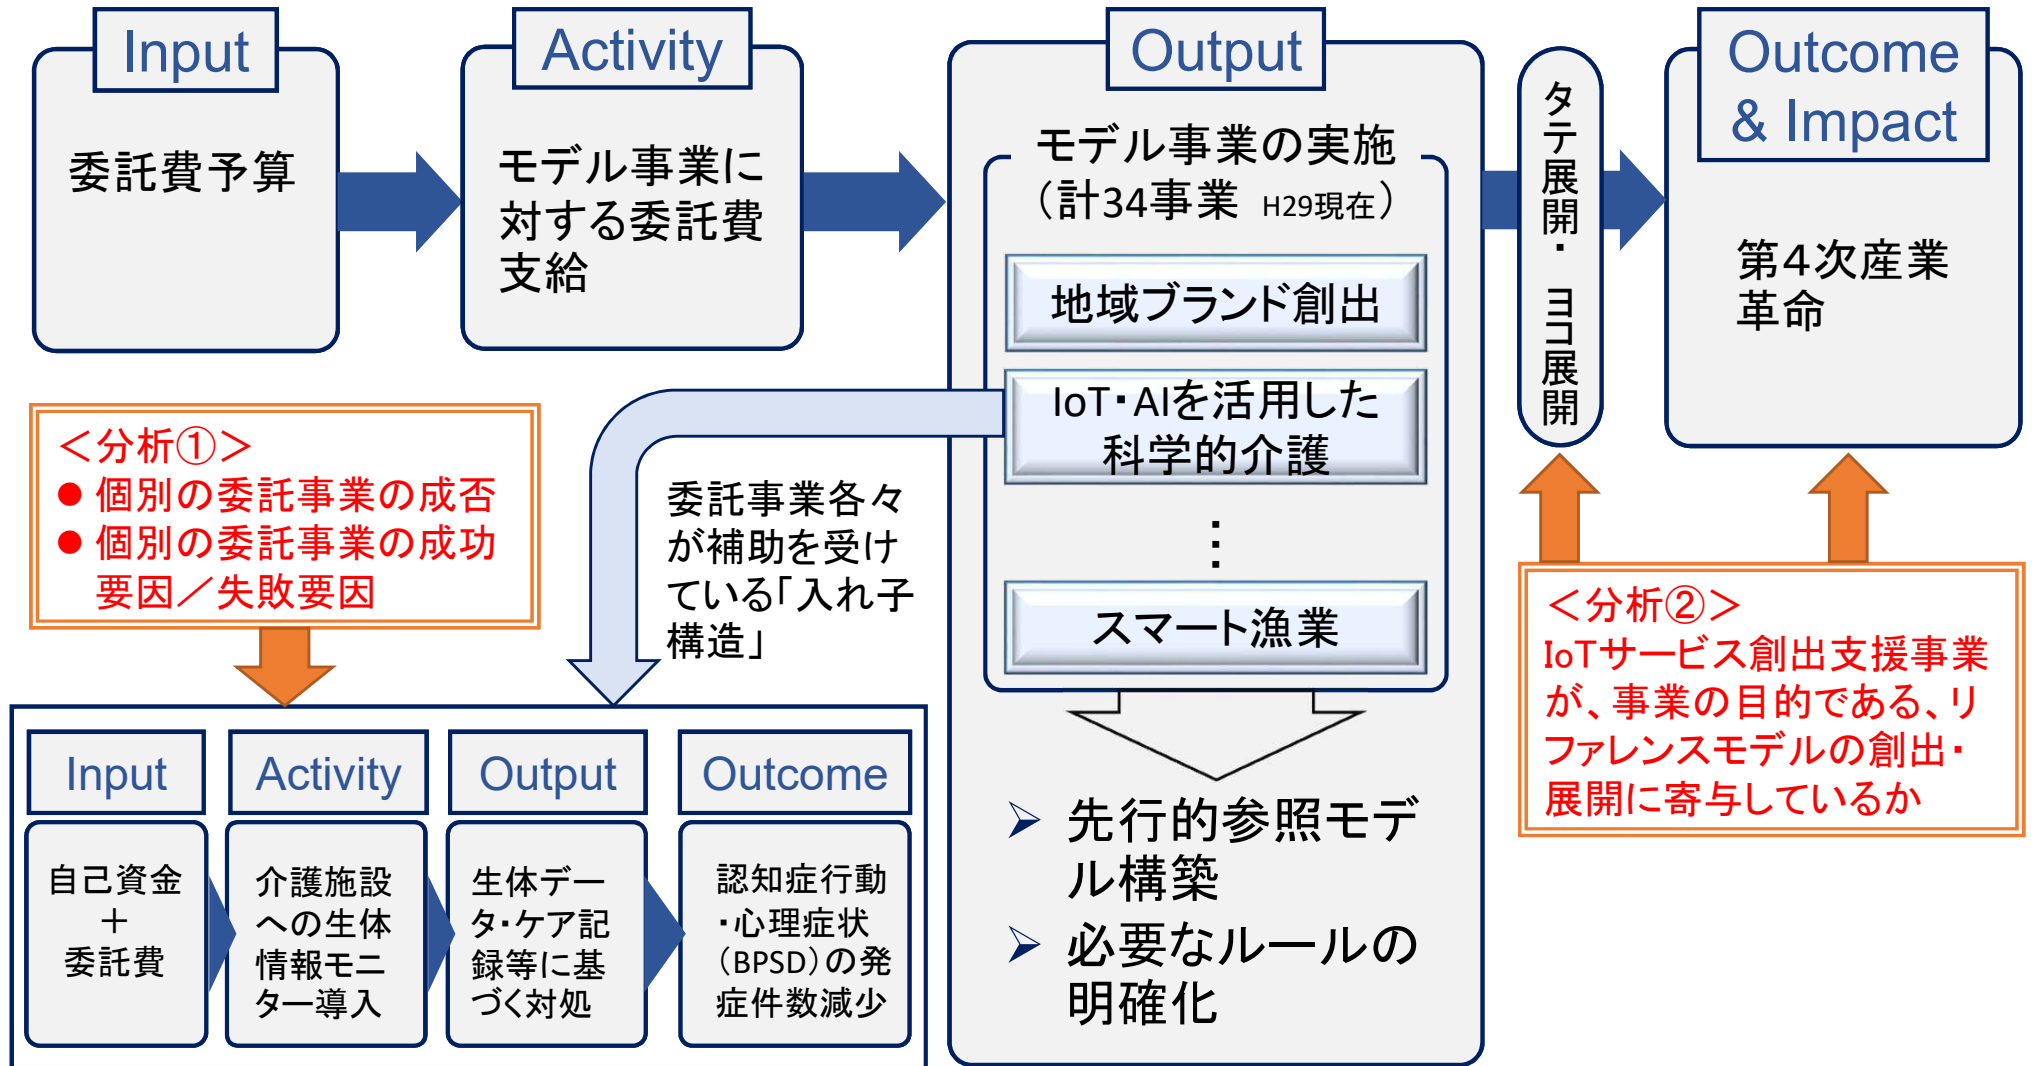 Input
委託費予算
Activity
モデル事業に
対する委託費
支給
Output
モデル事業の実施
（計34事業 H29現在）
地域ブランド創出
IoT・AIを活用した
科学的介護
⋮
スマート漁業
➢ 先行的参照モデ
ル構築
➢ 必要なルールの
明確化
タテ展開・ヨコ展開
Outcome
& Impact
第４次産業
革命
＜分析①＞
● 個別の委託事業の成否
● 個別の委託事業の成功
要因／失敗要因
委託事業各々
が補助を受け
ている「入れ子
構造」
＜分析②＞
IoTサービス創出支援事業
が、事業の目的である、リ
ファレンスモデルの創出・
展開に寄与しているか
Input
自己資金
＋
委託費
Activity
介護施設
への生体
情報モニ
ター導入
Output
生体デー
タ・ケア記
録等に基
づく対処
Outcome
認知症行動
・心理症状
（BPSD）の発
症件数減少